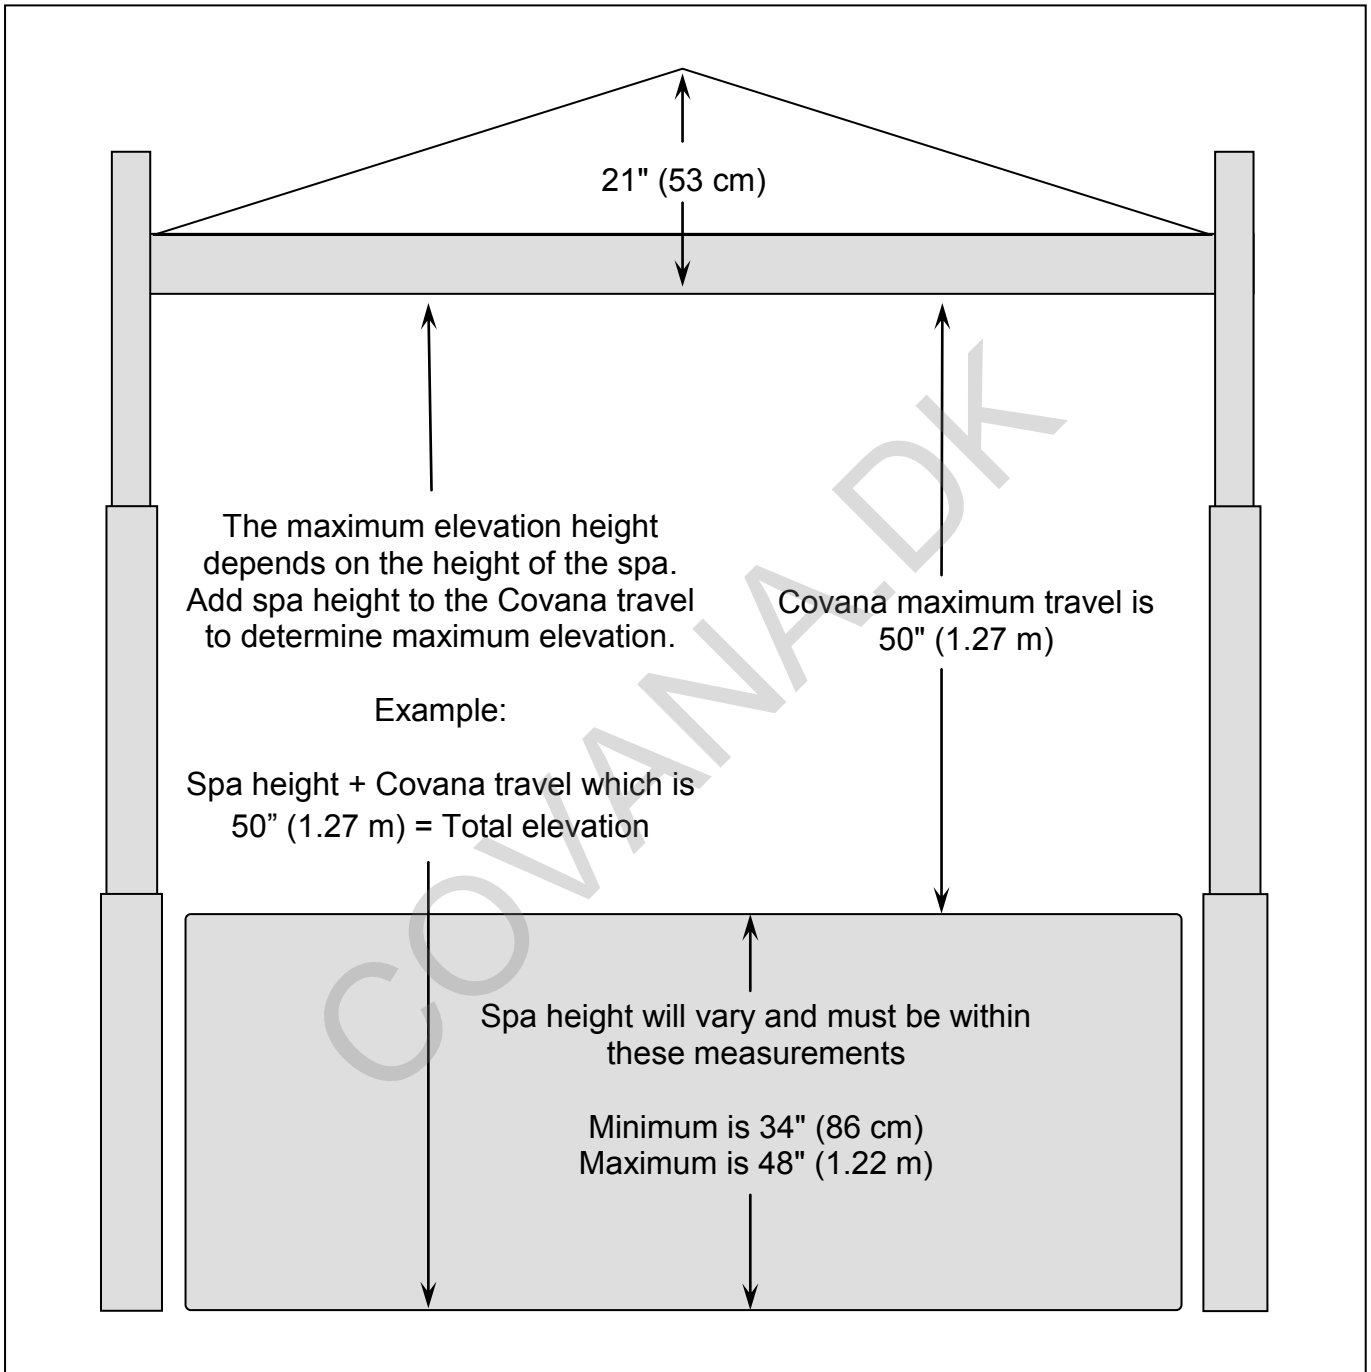 21" (53 cm)
The maximum elevation height
depends on the height of the spa.
Add spa height to the Covana travel
to determine maximum elevation.
Example:
Spa height + Covana travel which is
50” (1.27 m) = Total elevation
Covana maximum travel is
50" (1.27 m)
Spa height will vary and must be within
these measurements
Minimum is 34" (86 cm)
Maximum is 48" (1.22 m)
COVANA.DK